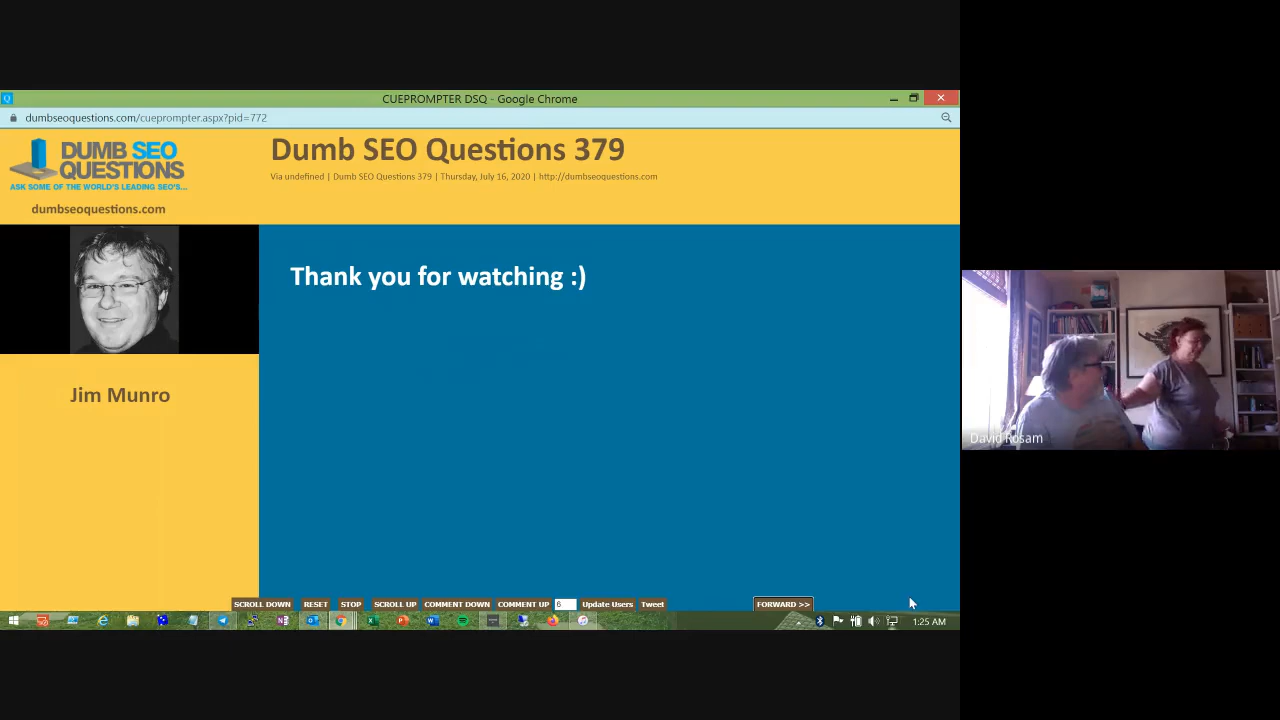 CUEPROMPTER DSQ - Google Chrome
dumbseoquestions.com/cueprompter.aspx?pid=772
DUMB SEO
QUESTIONS
ASK SOME OF THE WORLD'S LEADING SEO'S...
dumbseoquestions.com
Dumb SEO Questions 379
Via undefined | Dumb SEO Questions 379 | Thursday, July 16, 2020 | http://dumbseoquestions.com
Thank you for watching :)
Jim Munro
David Rosam
SCROLL DOWN RESET STOP SCROLL UP COMMENT DOWN COMMENT UP 6 Update Users Tweet FORWARD >>
1:25 AM